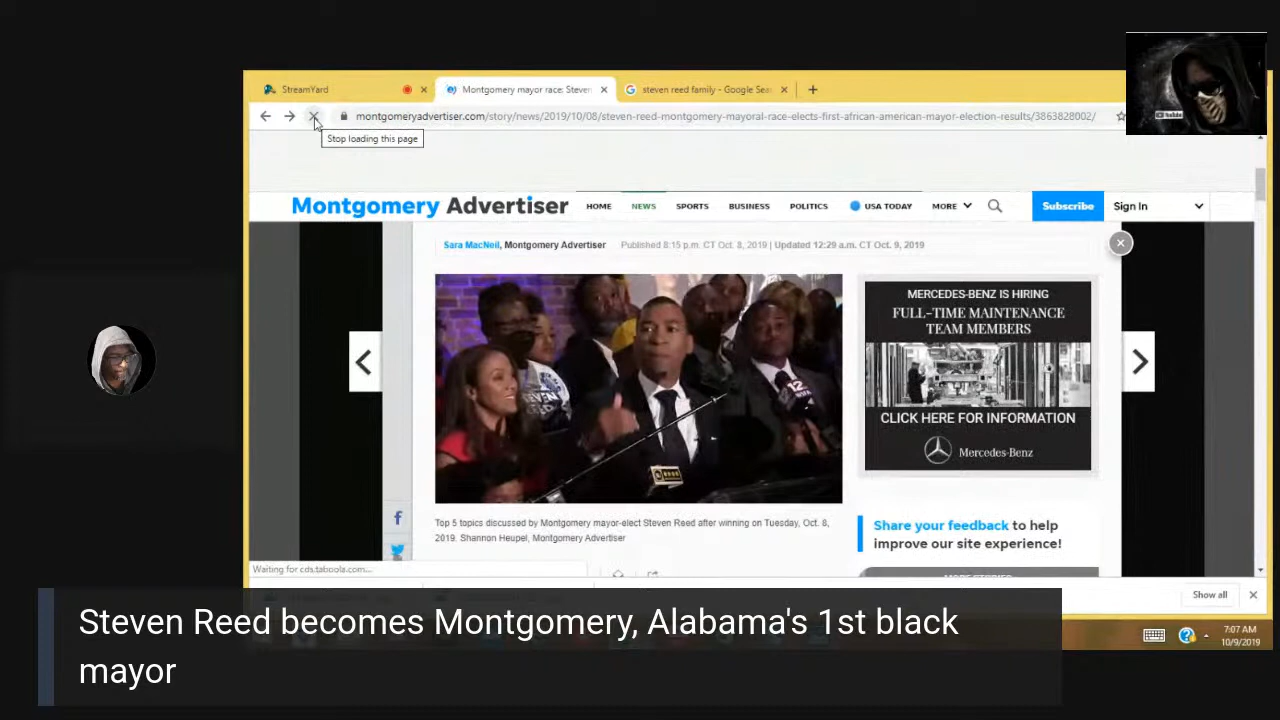 StreamYard
Montgomery mayor race: Steven
steven reed family - Google Sea
montgomeryadvertiser.com/story/news/2019/10/08/steven-reed-montgomery-mayoral-race-elects-first-african-american-mayor-election-results/3863828002/
Stop loading this page
YouTube
Montgomery Advertiser
HOME NEWS SPORTS BUSINESS POLITICS USA TODAY MORE
Subscribe
Sign In
Sara MacNeil, Montgomery Advertiser Published 8:15 p.m. CT Oct. 8, 2019 | Updated 12:29 a.m. CT Oct. 9, 2019
12
MERCEDES-BENZ IS HIRING
FULL-TIME MAINTENANCE
TEAM MEMBERS
CLICK HERE FOR INFORMATION
Mercedes-Benz
Top 5 topics discussed by Montgomery mayor-elect Steven Reed after winning on Tuesday, Oct. 8,
2019. Shannon Heupel, Montgomery Advertiser
Share your feedback to help
improve our site experience!
MORE STORIES
Waiting for cds.taboola.com...
Show all
7:07 AM
10/9/2019
Steven Reed becomes Montgomery, Alabama's 1st black
mayor